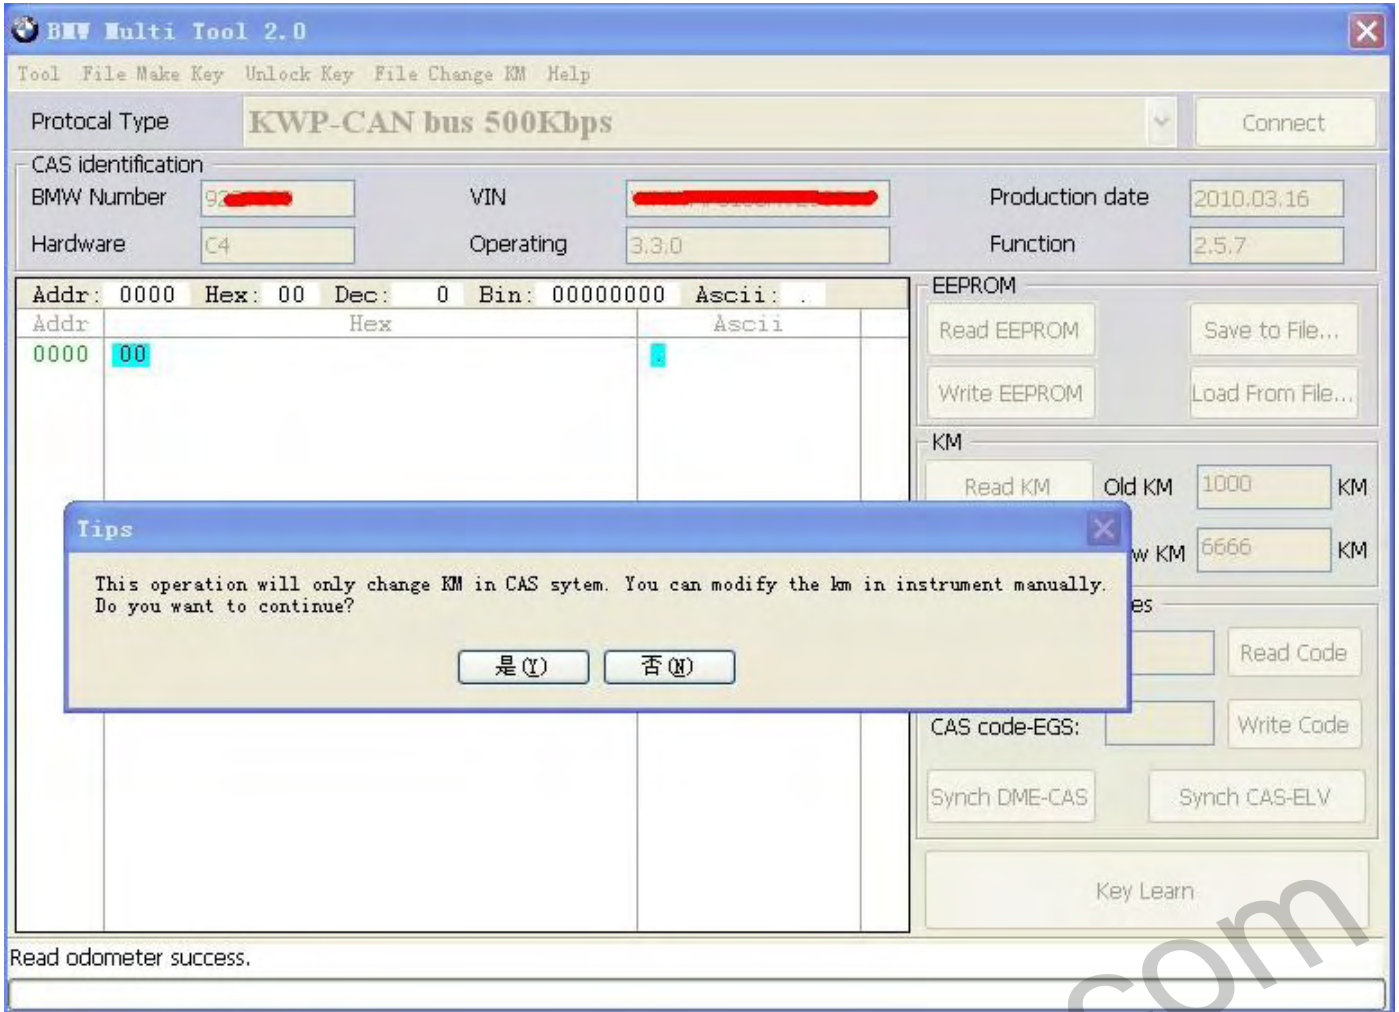 BMW Multi Tool 2.0
Tool File Make Key Unlock Key File Change KM Help
Protocal Type KWP-CAN bus 500Kbps Connect
CAS identification
BMW Number VIN Production date 2010.03.16
Hardware C4 Operating 3.3.0 Function 2.5.7
Addr: 0000 Hex: 00 Dec: 0 Bin: 00000000 Ascii: .
Addr Hex Ascii
0000 00 .
EEPROM
Read EEPROM Save to File...
Write EEPROM Load From File...
KM
Read KM Old KM 1000 KM
w KM 6666 KM
Tips
This operation will only change KM in CAS sytem. You can modify the km in instrument manually.
Do you want to continue?
是(Y) 否(N)
es
Read Code
CAS code-EGS: Write Code
Synch DME-CAS Synch CAS-ELV
Key Learn
Read odometer success.
com